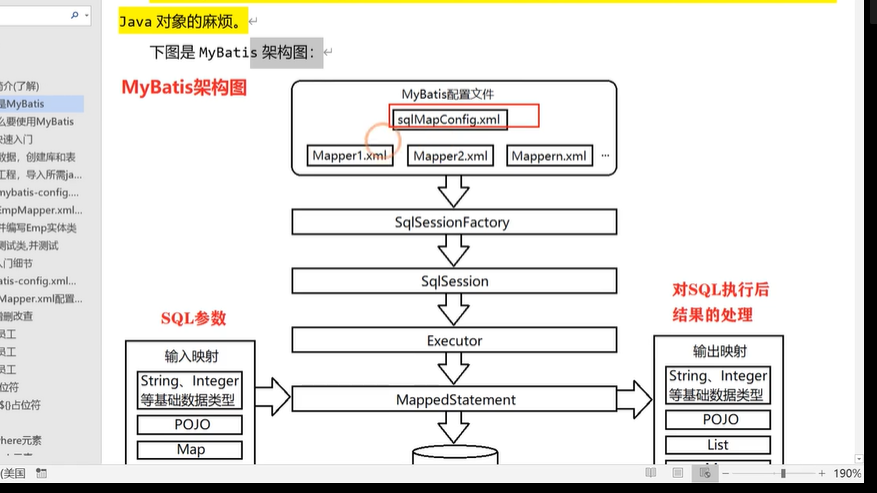 Java 对象的麻烦。
下图是 MyBatis 架构图：
MyBatis架构图
简介(了解)
是MyBatis
么要使用MyBatis
快速入门
数据，创建库和表
工程，导入所需ja...
mybatis-config....
EmpMapper.xml...
并编写Emp实体类
测试类,并测试
入门细节
atis-config.xml...
Mapper.xml配置...
增删改查
员工
员工
员工
位符
${}占位符
where元素
MyBatis配置文件
sqlMapConfig.xml
Mapper1.xml
Mapper2.xml
Mappern.xml
...
SqlSessionFactory
SqlSession
Executor
MappedStatement
SQL参数
输入映射
String、Integer
等基础数据类型
POJO
Map
对SQL执行后
结果的处理
输出映射
String、Integer
等基础数据类型
POJO
List
(美国
190%